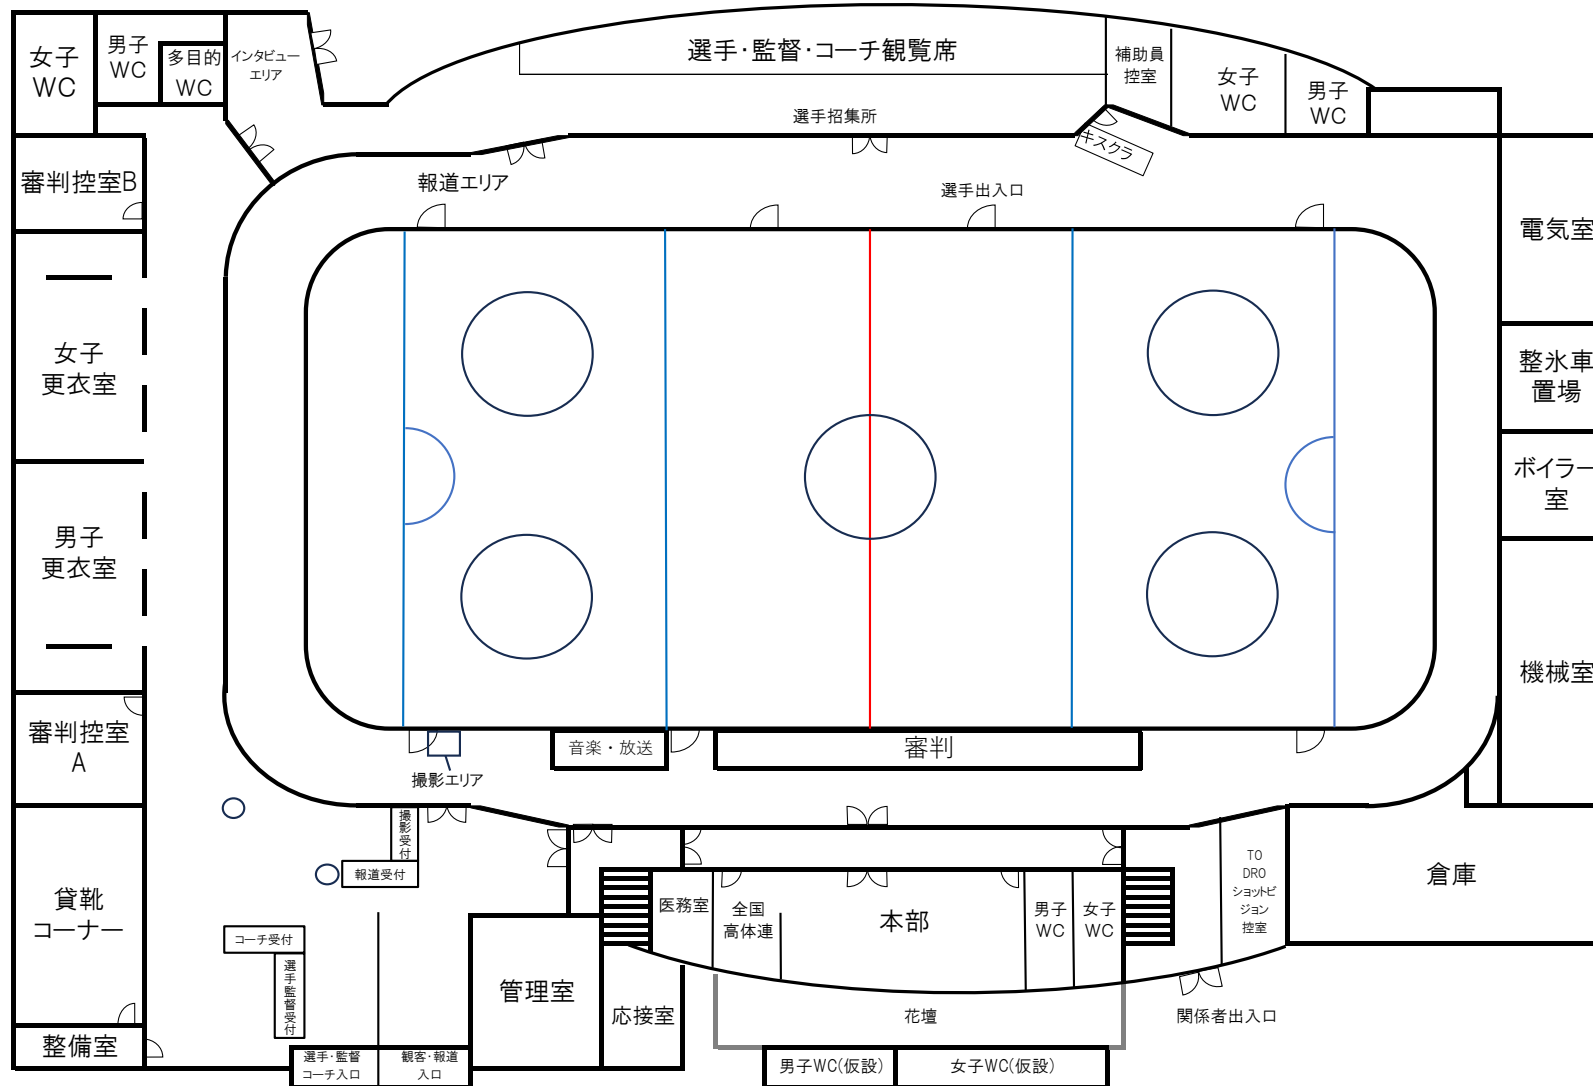 女子
WC
男子
WC
多目的
WC
インタビュー
エリア
選手・監督・コーチ観覧席
補助員
控室
女子
WC
男子
WC
選手招集所
キスクラ
審判控室B
報道エリア
選手出入口
電気室
女子
更衣室
整氷車
置場
ボイラー
室
男子
更衣室
機械室
審判控室
A
音楽・放送
審判
撮影エリア
撮影受付
報道受付
貸靴
コーナー
コーチ受付
選手監督受付
管理室
応接室
医務室
全国
高体連
本部
男子
WC
女子
WC
TO
DRO
ショットビ
ジョン
控室
倉庫
花壇
関係者出入口
整備室
選手・監督
コーチ入口
観客・報道
入口
男子WC(仮設)
女子WC(仮設)